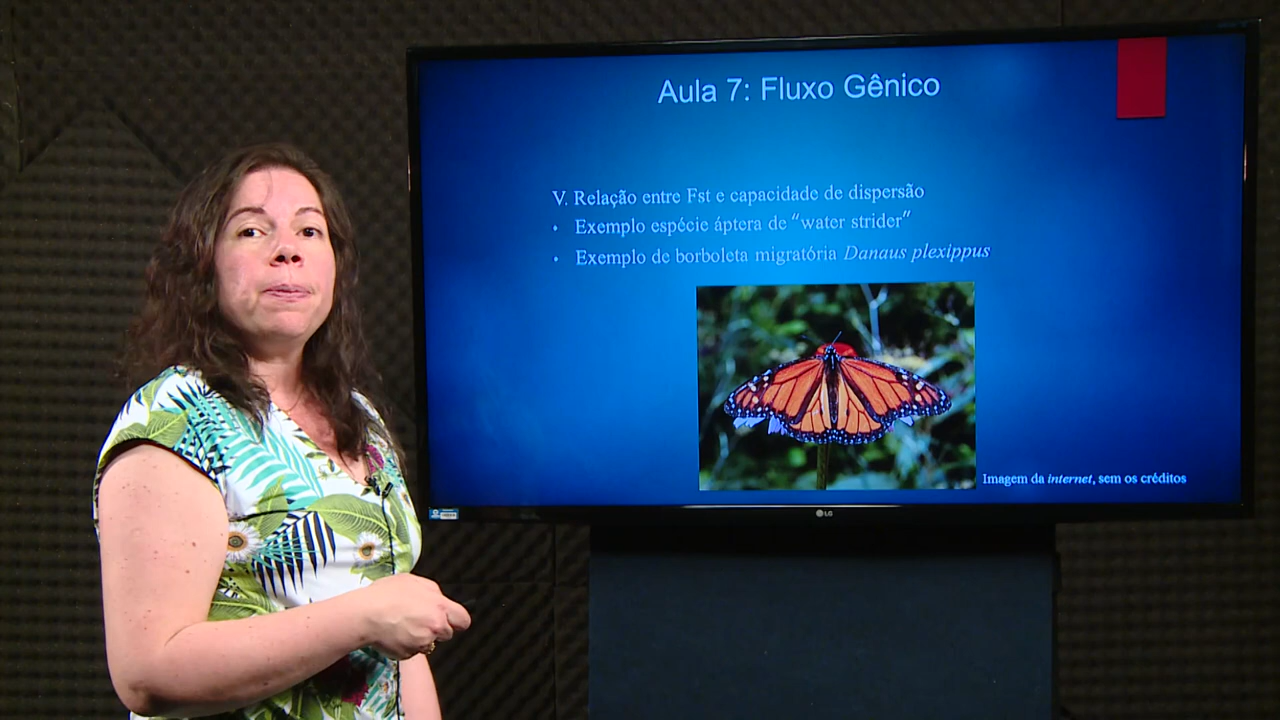 Aula 7: Fluxo Gênico
V. Relação entre Fst e capacidade de dispersão
• Exemplo espécie áptera de “water strider”
• Exemplo de borboleta migratória Danaus plexippus
Imagem da internet, sem os créditos
LG